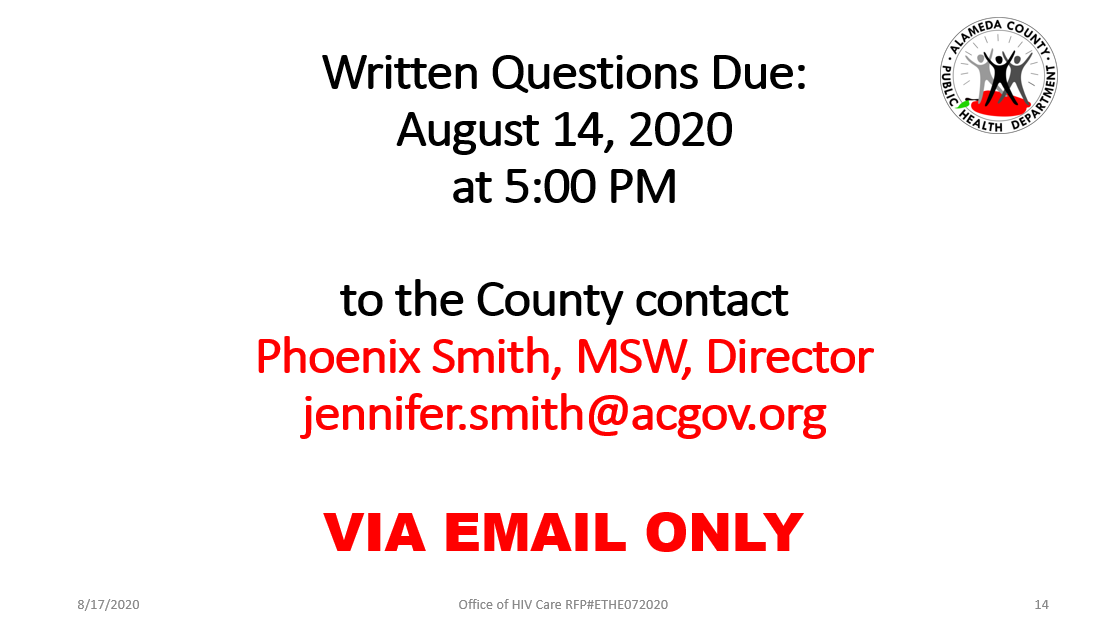 Written Questions Due:
August 14, 2020
at 5:00 PM
ALAMEDA COUNTY
PUBLIC HEALTH DEPARTMENT
to the County contact
Phoenix Smith, MSW, Director
jennifer.smith@acgov.org
VIA EMAIL ONLY
8/17/2020
Office of HIV Care RFP#ETHE072020
14